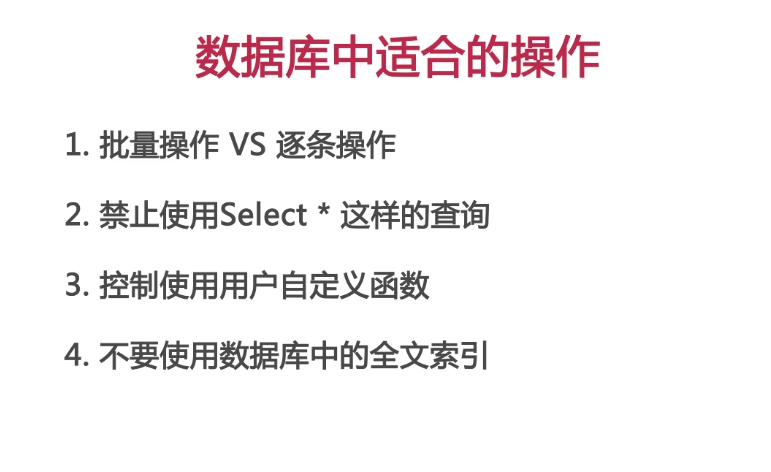 数据库中适合的操作
1. 批量操作 VS 逐条操作
2. 禁止使用Select * 这样的查询
3. 控制使用用户自定义函数
4. 不要使用数据库中的全文索引